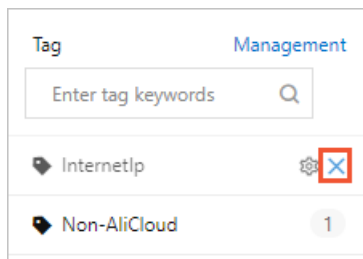 Tag Management
Enter tag keywords
InternetIp
Non-AliCloud 1